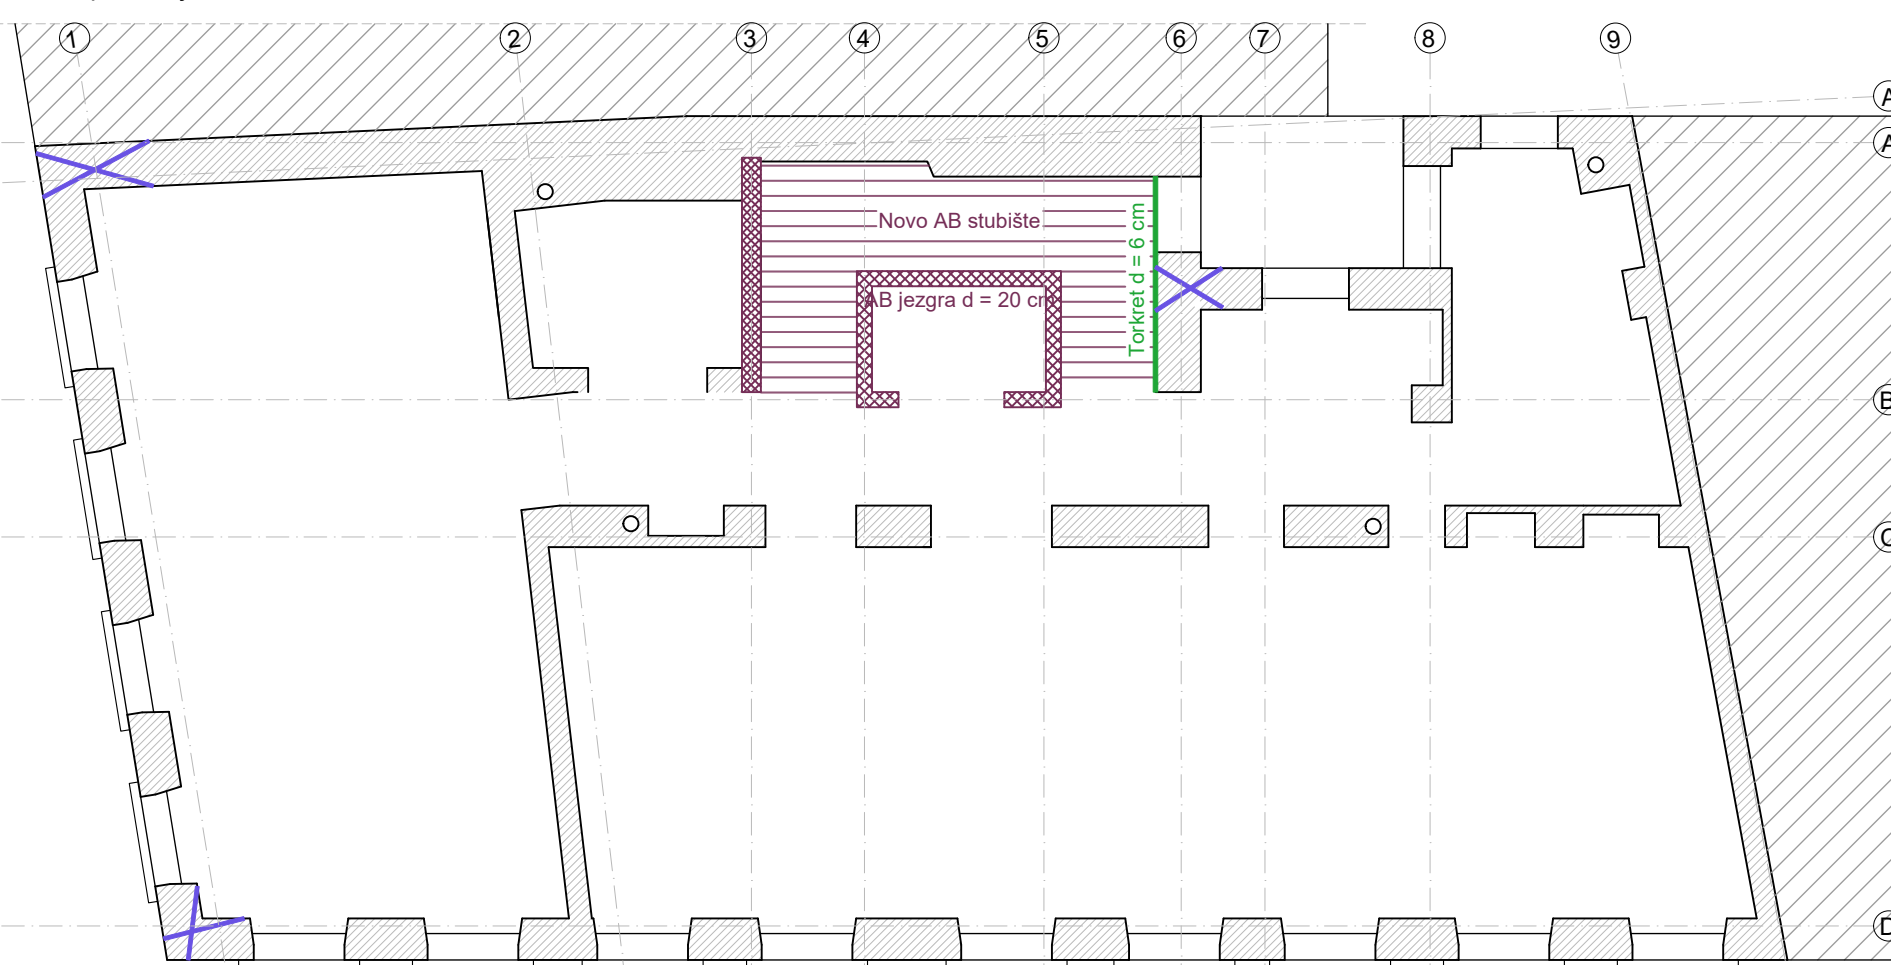 1 2 3 4 5 6 7 8 9
A
A
Novo AB stubište
Torkret d = 6 cm
AB jezgra d = 20 cm
B
C
D